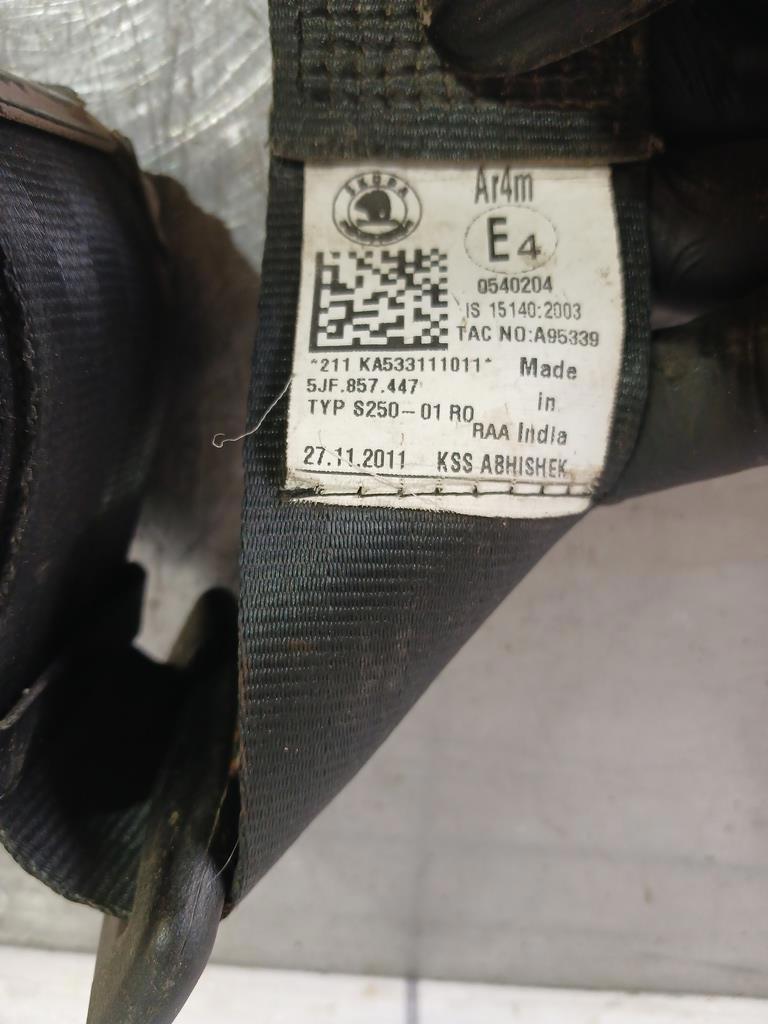 ŠKODA
Ar4m
E4
0540204
IS 15140:2003
TAC NO:A95339
*211 KA533111011* Made
5JF.857.447 in
TYP S250-01 RO
RAA India
27.11.2011 KSS ABHISHEK